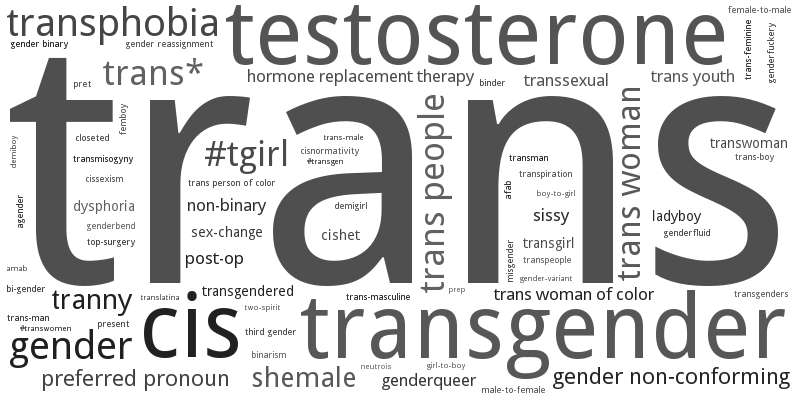 transphobia
testosterone
female-to-male
gender binary
gender reassignment
trans-feminine
genderfuckery
trans*
hormone replacement therapy
binder
transsexual
trans youth
pret
trans
femboy
closeted
demiboy
transmisogyny
cissexism
#tgirl
trans-male
cisnormativity
#transgen
trans people
transman
transpiration
trans woman
transwoman
trans-boy
trans person of color
agender
dysphoria
non-binary
demigirl
afab
boy-to-girl
genderbend
top-surgery
sex-change
cishet
sissy
ladyboy
genderfluid
post-op
misgender
transgirl
transpeople
amab
gender-variant
bi-gender
tranny
translatina
transgendered
trans-masculine
prep
trans woman of color
transgenders
trans-man
#transwomen
present
cis
two-spirit
third gender
transgender
gender
binarism
preferred pronoun
shemale
neutrois
genderqueer
girl-to-boy
male-to-female
gender non-conforming